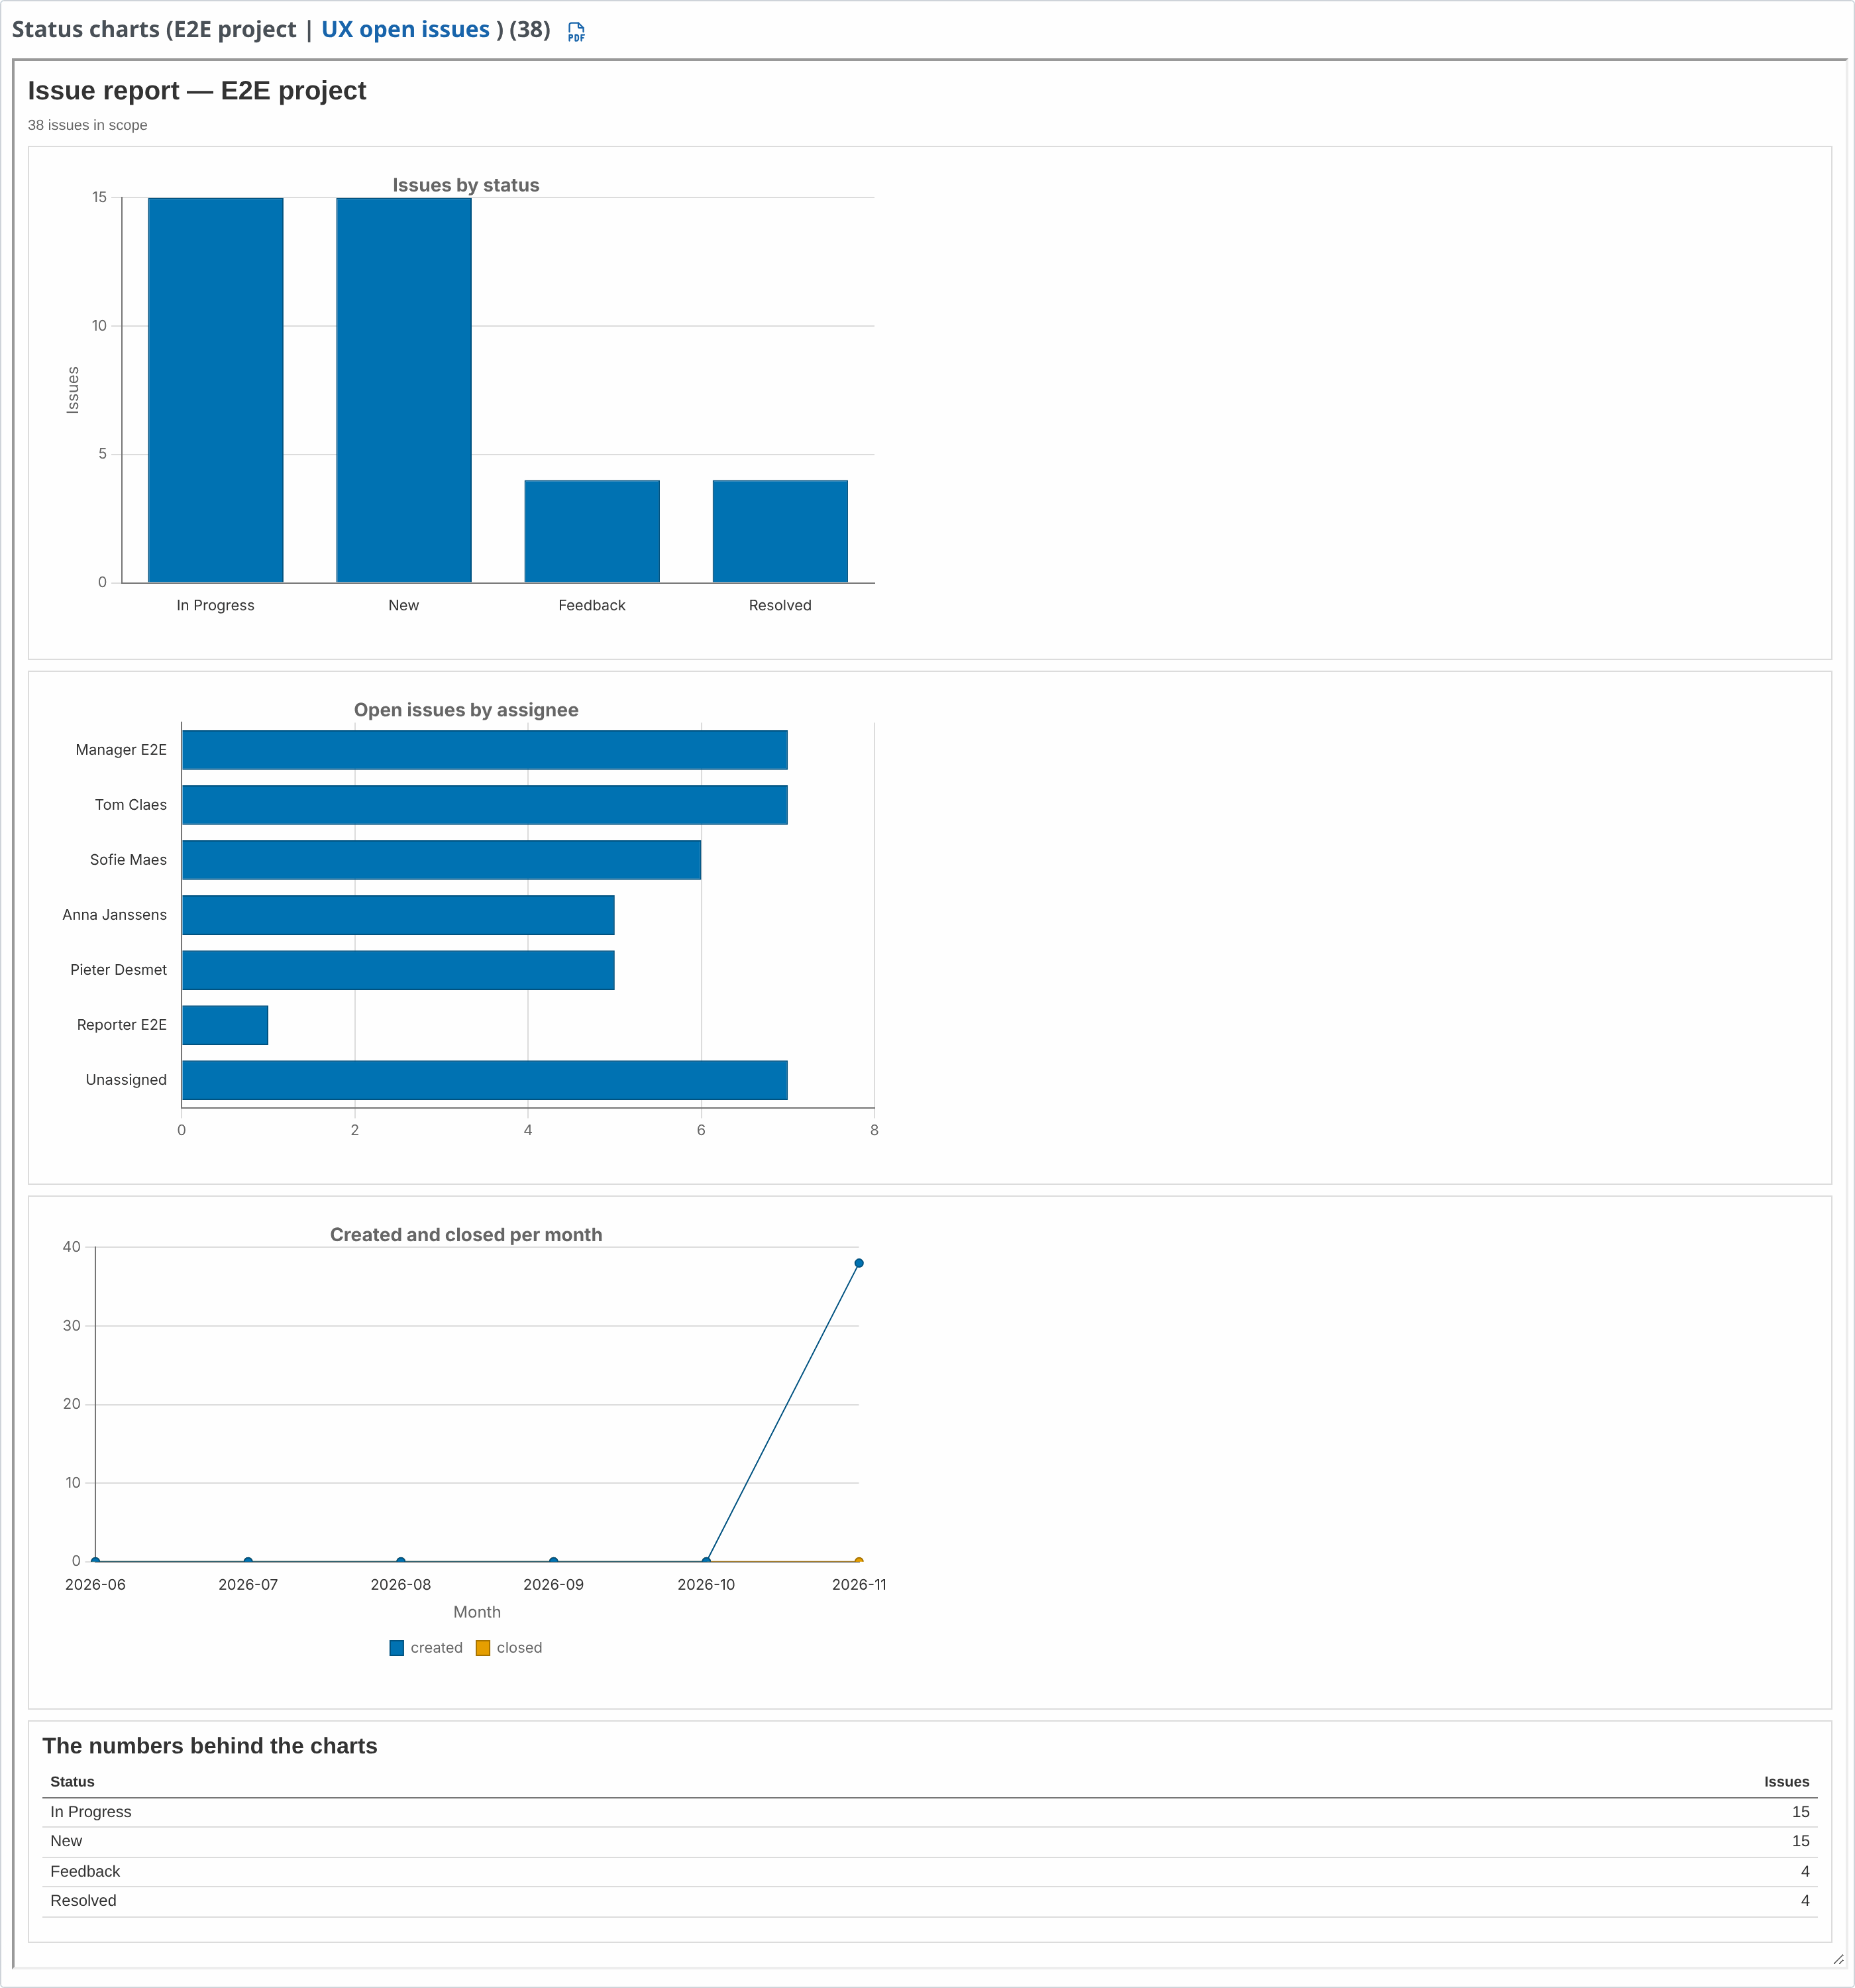 Status charts (E2E project | UX open issues ) (38) PDF
Issue report — E2E project
38 issues in scope
Issues by status
15
10
5
0
Issues
In Progress New Feedback Resolved
Open issues by assignee
Manager E2E
Tom Claes
Sofie Maes
Anna Janssens
Pieter Desmet
Reporter E2E
Unassigned
0 2 4 6 8
Created and closed per month
40
30
20
10
0
2026-06 2026-07 2026-08 2026-09 2026-10 2026-11
Month
created closed
The numbers behind the charts
Status Issues
In Progress 15
New 15
Feedback 4
Resolved 4